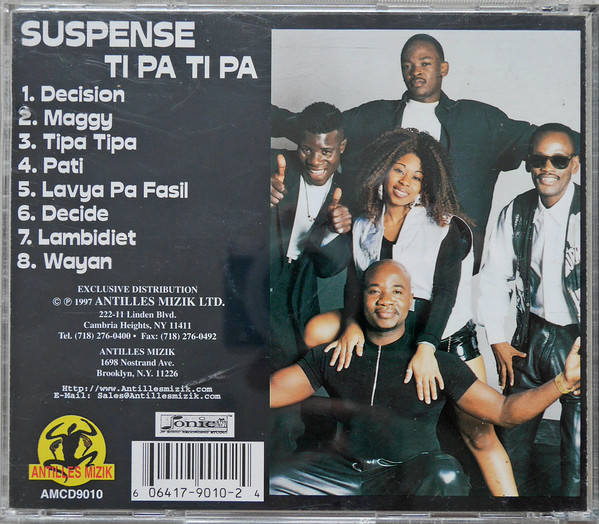 SUSPENSE
TI PA TI PA
1. Decision
2. Maggy
3. Tipa Tipa
4. Pati
5. Lavya Pa Fasil
6. Decide
7. Lambidiet
8. Wayan
EXCLUSIVE DISTRIBUTION
© ℗ 1997 ANTILLES MIZIK LTD.
222-11 Linden Blvd.
Cambria Heights, NY 11411
Tel. (718) 276-0400 • Fax: (718) 276-0492
ANTILLES MIZIK
1698 Nostrand Ave.
Brooklyn, N.Y. 11226
Http://www.Antillesmizik.com
E-Mail: Sales@Antillesmizik.com
ANTILLES MIZIK
AMCD9010
Sonic
6 06417-9010-2 4